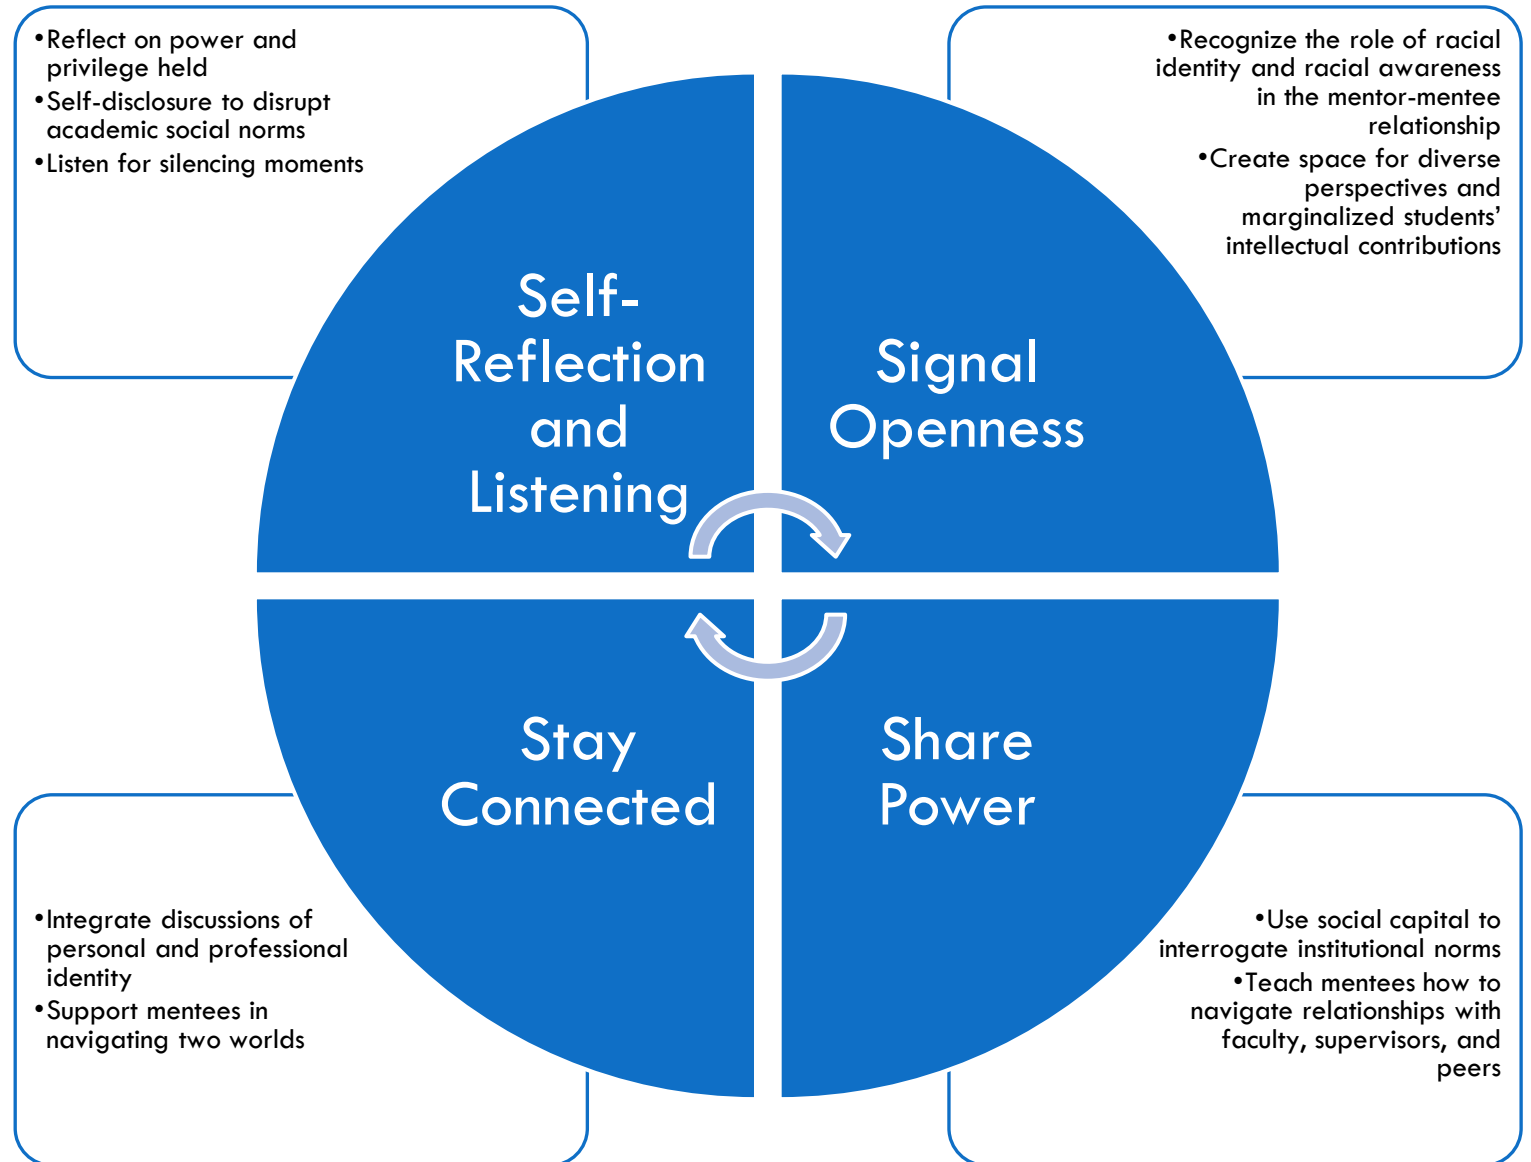 •Reflect on power and
privilege held
•Self-disclosure to disrupt
academic social norms
•Listen for silencing moments
•Recognize the role of racial
identity and racial awareness
in the mentor-mentee
relationship
•Create space for diverse
perspectives and
marginalized students’
intellectual contributions
Self-
Reflection
and
Listening
Signal
Openness
Stay
Connected
Share
Power
•Integrate discussions of
personal and professional
identity
•Support mentees in
navigating two worlds
•Use social capital to
interrogate institutional norms
•Teach mentees how to
navigate relationships with
faculty, supervisors, and
peers